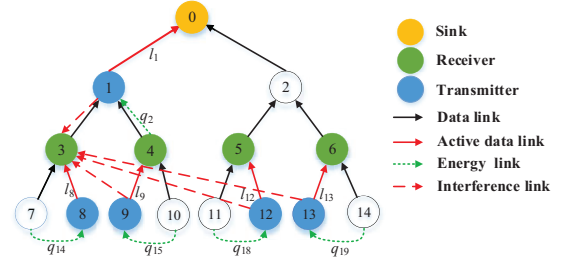 0
Sink
l1
Receiver
1
2
Transmitter
q2
Data link
3
4
5
6
Active data link
l8
l9
l12
l13
Energy link
Interference link
7
8
9
10
11
12
13
14
q14
q15
q18
q19